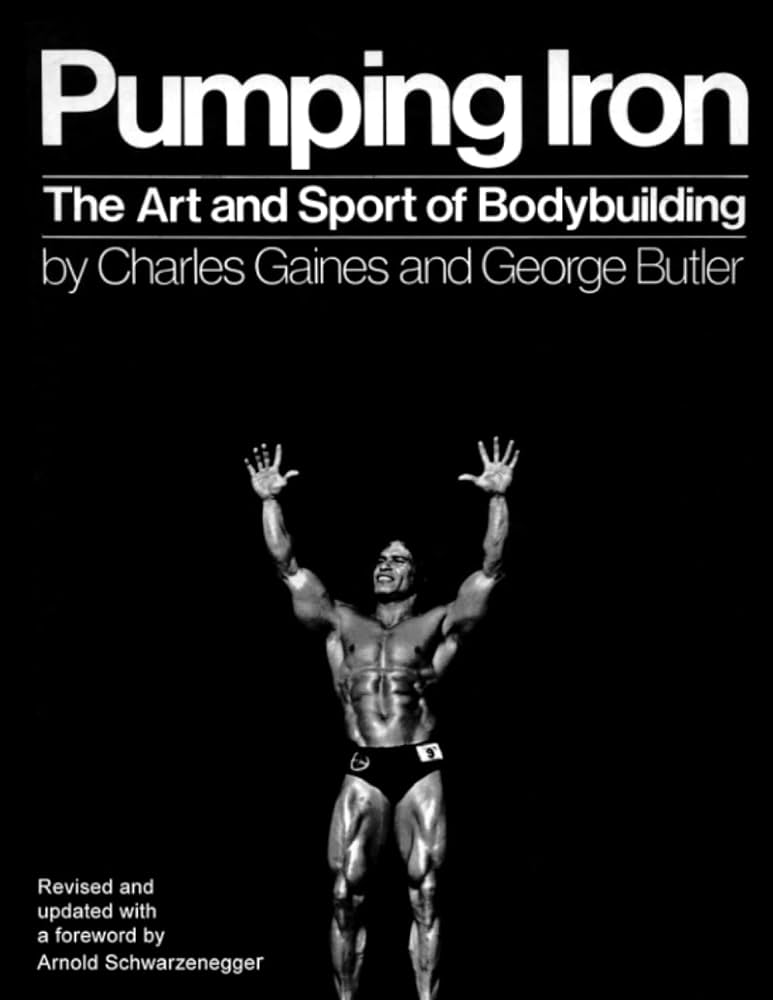 Pumping Iron
The Art and Sport of Bodybuilding
by Charles Gaines and George Butler
9
Revised and
updated with
a foreword by
Arnold Schwarzenegger